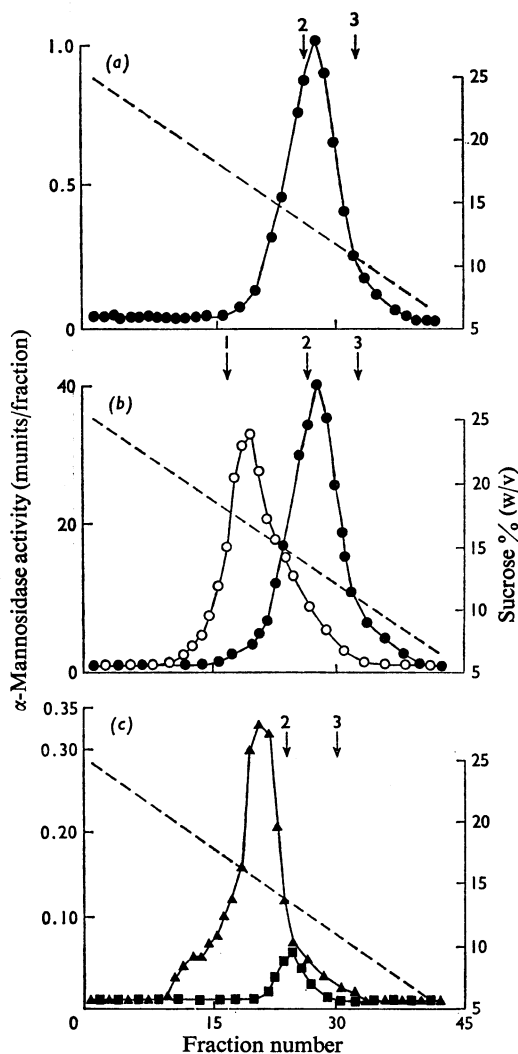 2 3
1.0 (a)
25
20
0.5
15
10
0 5
1 2 3
40 (b)
25
20
20
15
10
0 5
0.35 (c) 2 3
0.30 25
20
0.20
15
0.10
10
0 5
15 30 45
Fraction number
α-Mannosidase activity (munits/fraction)
Sucrose % (w/v)